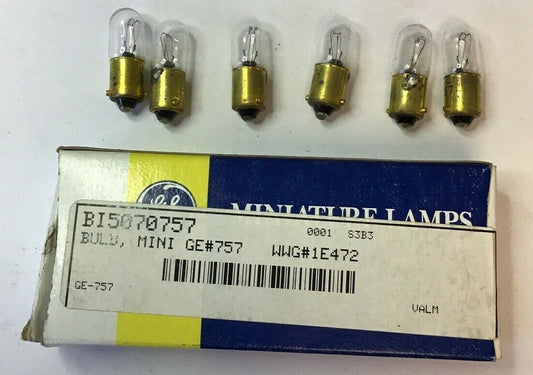 MINIATURE LAMPS
BI5070757
0001 S3B3
BULB, MINI GE#757 WWG#1E472
GE-757
VALM